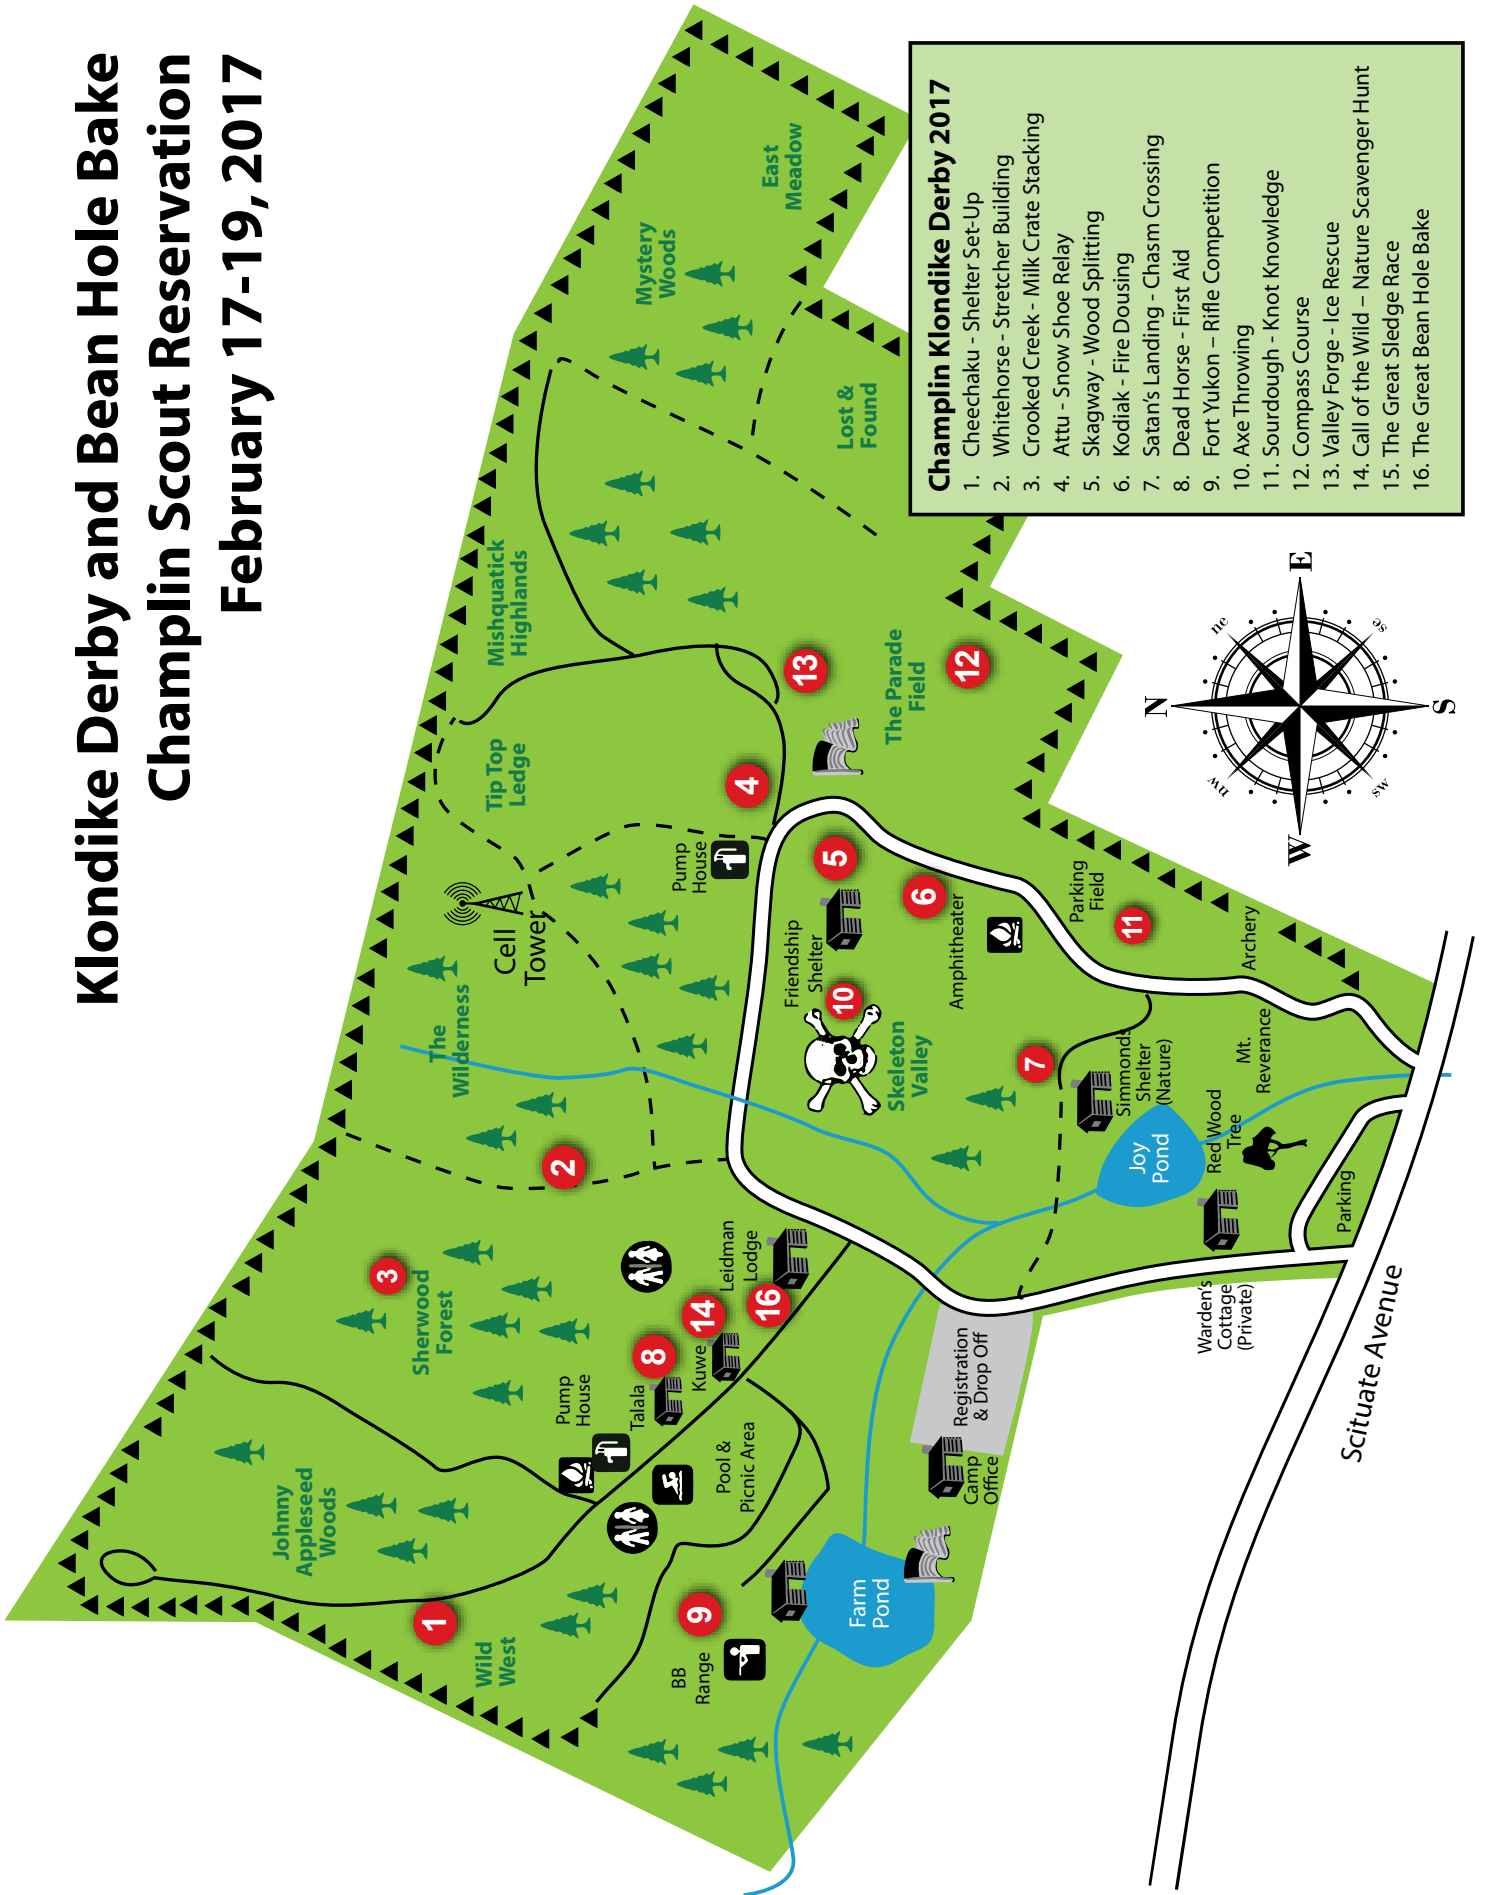 Klondike Derby and Bean Hole Bake
Champlin Scout Reservation
February 17-19, 2017
Johnny
Appleseed
Woods
Sherwood
Forest
The
Wilderness
Tip Top
Ledge
Mishquatick
Highlands
Mystery
Woods
East
Meadow
Lost &
Found
Wild
West
Cell
Tower
Pump
House
Pump
House
Talala
Kuwe
Leidman
Lodge
Pool &
Picnic Area
BB
Range
Farm
Pond
Camp
Office
Registration
& Drop Off
Friendship
Shelter
Skeleton
Valley
Amphitheater
The Parade
Field
Parking
Field
Archery
Simmonds
Shelter
(Nature)
Joy
Pond
Red Wood
Tree
Mt.
Reverance
Warden's
Cottage
(Private)
Parking
Scituate Avenue
1
2
3
4
5
6
7
8
9
10
11
12
13
14
16
N
ne
E
se
S
sw
W
nw
Champlin Klondike Derby 2017
1. Cheechaku - Shelter Set-Up
2. Whitehorse - Stretcher Building
3. Crooked Creek - Milk Crate Stacking
4. Attu - Snow Shoe Relay
5. Skagway - Wood Splitting
6. Kodiak - Fire Dousing
7. Satan's Landing - Chasm Crossing
8. Dead Horse - First Aid
9. Fort Yukon – Rifle Competition
10. Axe Throwing
11. Sourdough - Knot Knowledge
12. Compass Course
13. Valley Forge - Ice Rescue
14. Call of the Wild – Nature Scavenger Hunt
15. The Great Sledge Race
16. The Great Bean Hole Bake